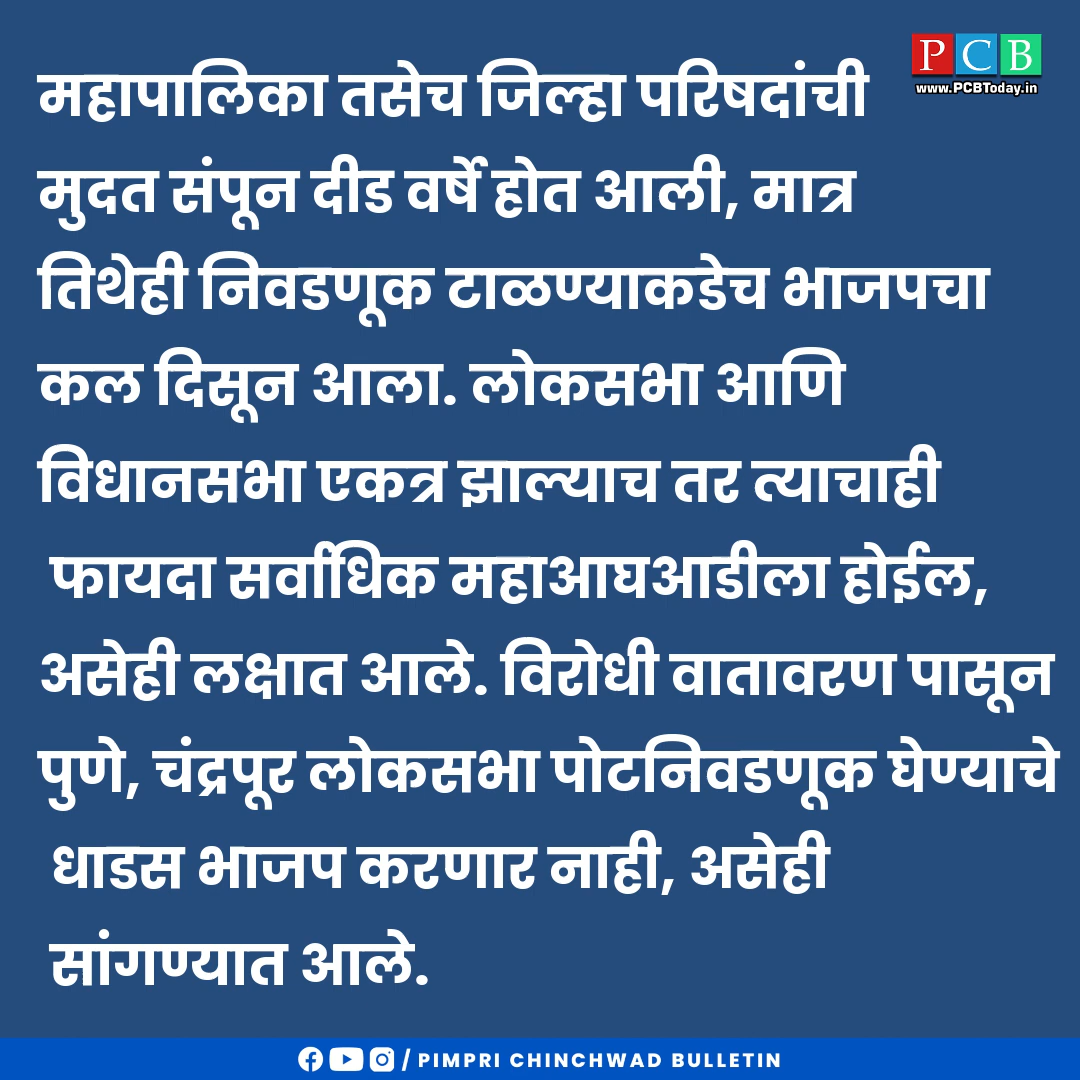 PCB
www.PCBToday.in
महापालिका तसेच जिल्हा परिषदांची
मुदत संपून दीड वर्षे होत आली, मात्र
तिथेही निवडणूक टाळण्याकडेच भाजपचा
कल दिसून आला. लोकसभा आणि
विधानसभा एकत्र झाल्याच तर त्याचाही
फायदा सर्वाधिक महाआघआडीला होईल,
असेही लक्षात आले. विरोधी वातावरण पासून
पुणे, चंद्रपूर लोकसभा पोटनिवडणूक घेण्याचे
धाडस भाजप करणार नाही, असेही
सांगण्यात आले.
/ PIMPRI CHINCHWAD BULLETIN